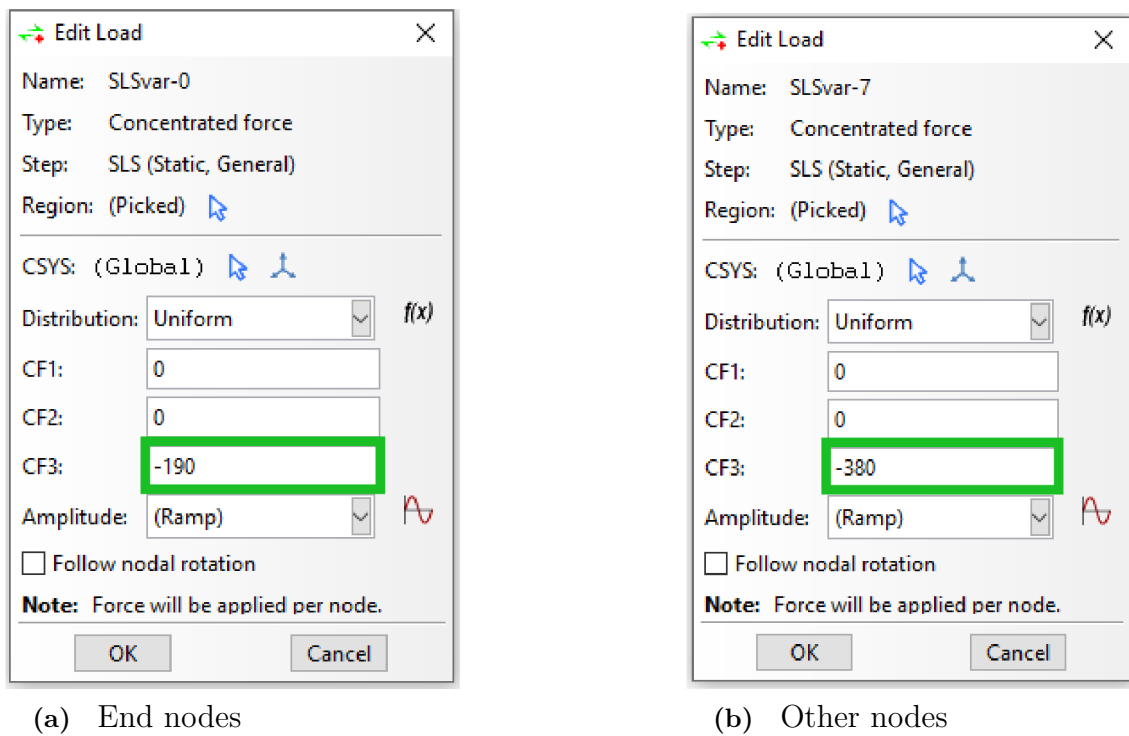 Edit Load
Name: SLSvar-0
Type: Concentrated force
Step: SLS (Static, General)
Region: (Picked)
CSYS: (Global)
Distribution: Uniform f(x)
CF1: 0
CF2: 0
CF3: -190
Amplitude: (Ramp)
Follow nodal rotation
Note: Force will be applied per node.
OK Cancel
(a) End nodes
Edit Load
Name: SLSvar-7
Type: Concentrated force
Step: SLS (Static, General)
Region: (Picked)
CSYS: (Global)
Distribution: Uniform f(x)
CF1: 0
CF2: 0
CF3: -380
Amplitude: (Ramp)
Follow nodal rotation
Note: Force will be applied per node.
OK Cancel
(b) Other nodes